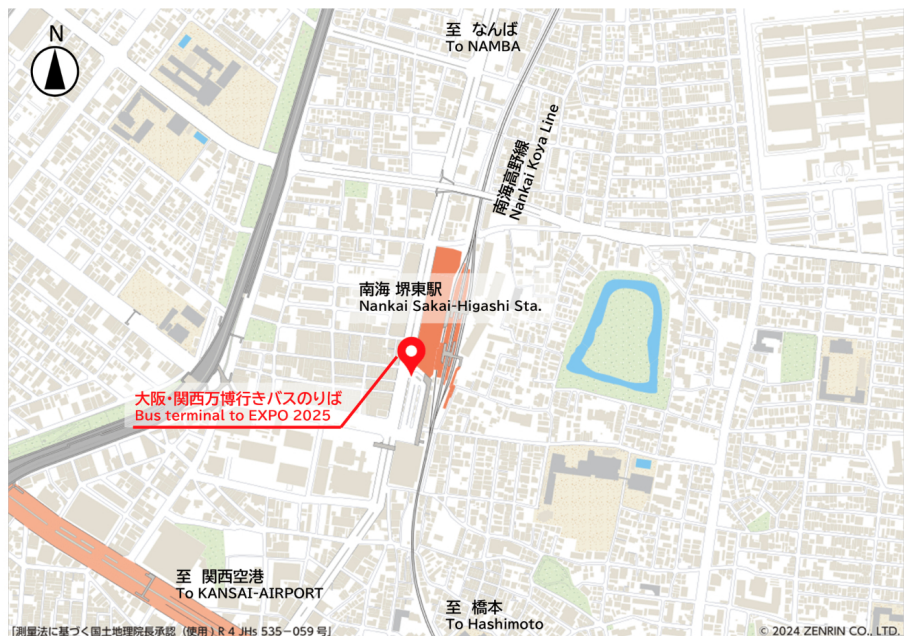 N
至 なんば
To NAMBA
南海高野線
Nankai Koya Line
南海 堺東駅
Nankai Sakai-Higashi Sta.
大阪・関西万博行きバスのりば
Bus terminal to EXPO 2025
至 関西空港
To KANSAI-AIRPORT
至 橋本
To Hashimoto
[測量法に基づく国土地理院長承認（使用）R 4 JHs 535－059 号]
© 2024 ZENRIN CO., LTD.